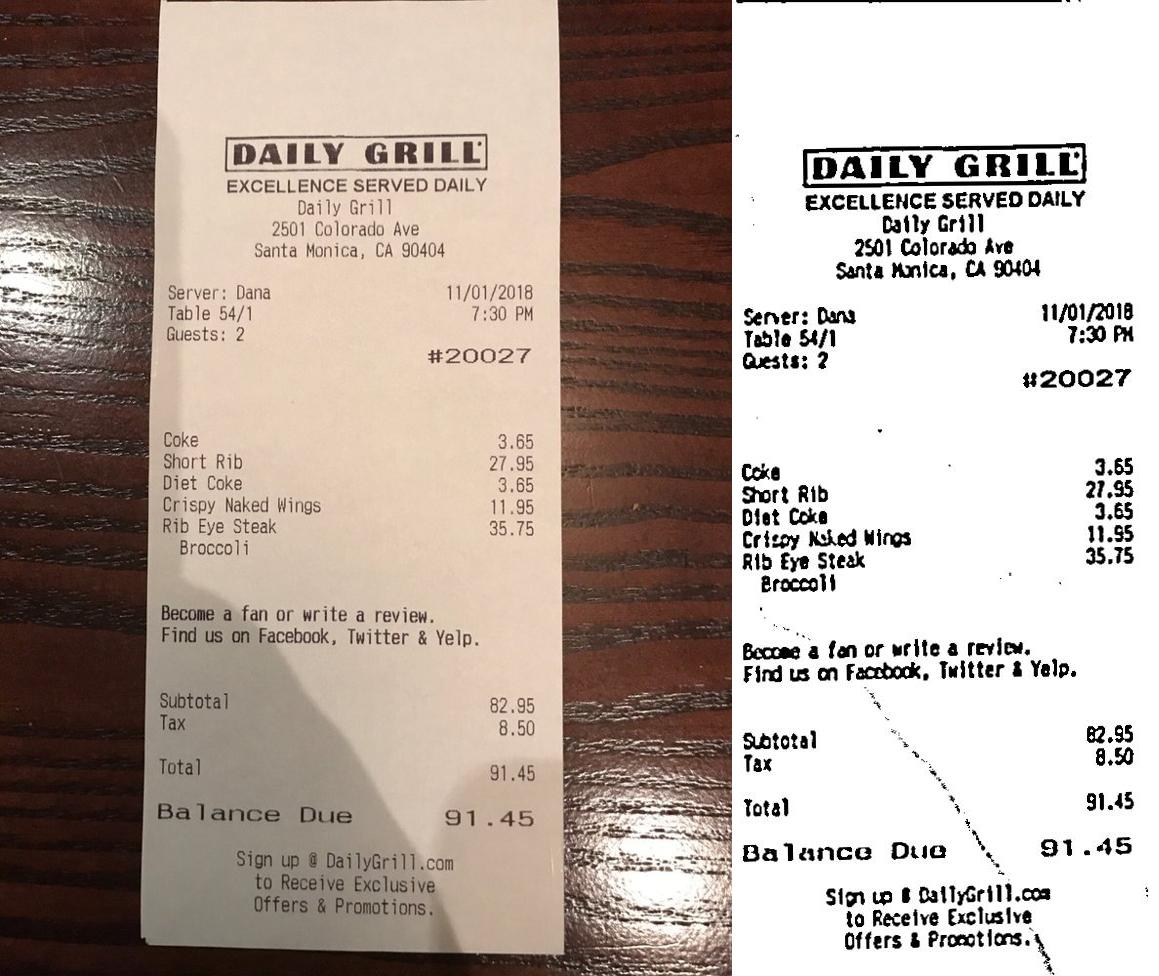 DAILY GRILL
EXCELLENCE SERVED DAILY
Daily Grill
2501 Colorado Ave
Santa Monica, CA 90404
Server: Dana 11/01/2018
Table 54/1 7:30 PM
Guests: 2
#20027
Coke 3.65
Short Rib 27.95
Diet Coke 3.65
Crispy Naked Wings 11.95
Rib Eye Steak 35.75
Broccoli
Become a fan or write a review.
Find us on Facebook, Twitter & Yelp.
Subtotal 82.95
Tax 8.50
Total 91.45
Balance Due 91.45
Sign up @ DailyGrill.com
to Receive Exclusive
Offers & Promotions.
DAILY GRILL
EXCELLENCE SERVED DAILY
Daily Grill
2501 Colorado Ave
Santa Monica, CA 90404
Server: Dana 11/01/2018
Table 54/1 7:30 PM
Guests: 2
#20027
Coke 3.65
Short Rib 27.95
Diet Coke 3.65
Crispy Naked Wings 11.95
Rib Eye Steak 35.75
Broccoli
Become a fan or write a review.
Find us on Facebook, Twitter & Yelp.
Subtotal 82.95
Tax 8.50
Total 91.45
Balance Due 91.45
Sign up @ DailyGrill.com
to Receive Exclusive
Offers & Promotions.